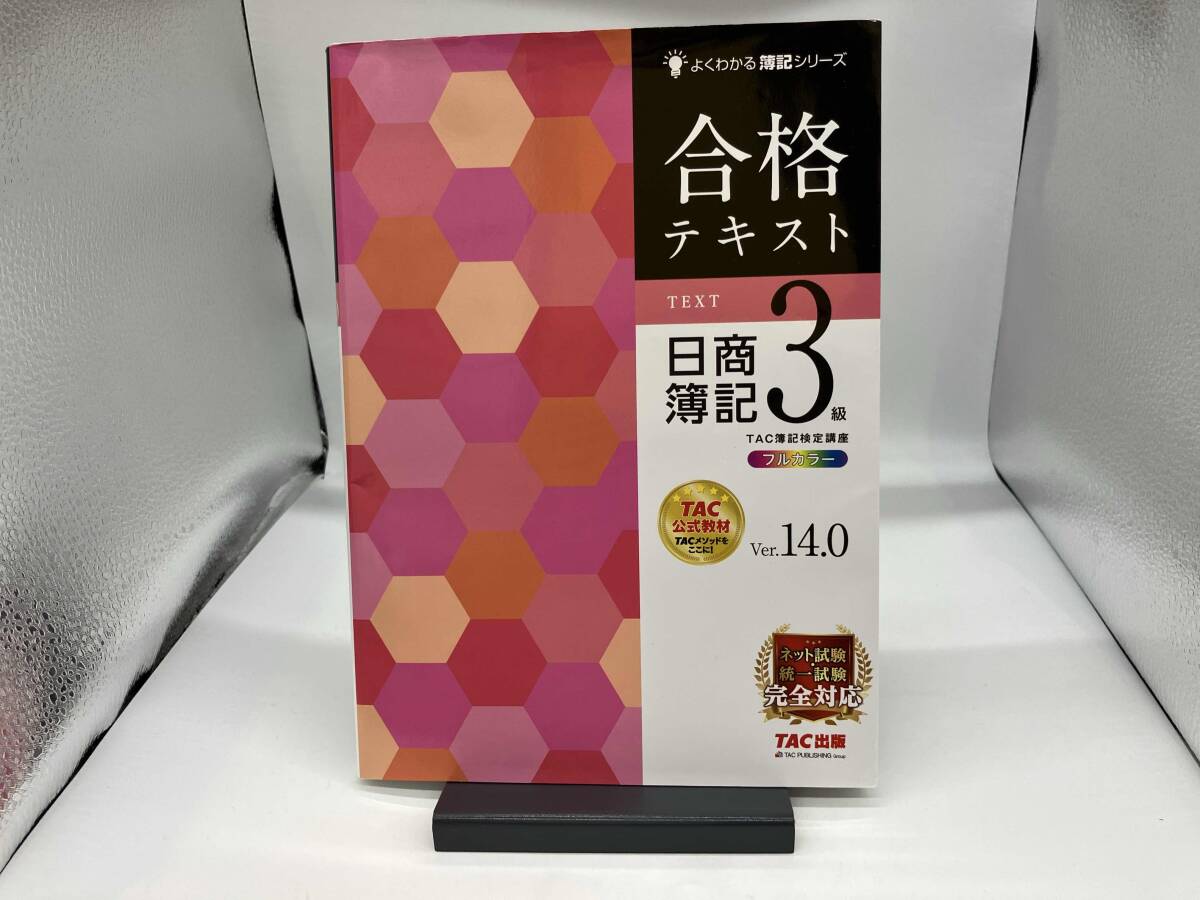 よくわかる簿記シリーズ
合格
テキスト
TEXT
日商
簿記
3級
TAC簿記検定講座
フルカラー
TAC
公式教材
TACメソッドを
ここに!
Ver.14.0
ネット試験
統一試験
完全対応
TAC出版
TAC PUBLISHING Group